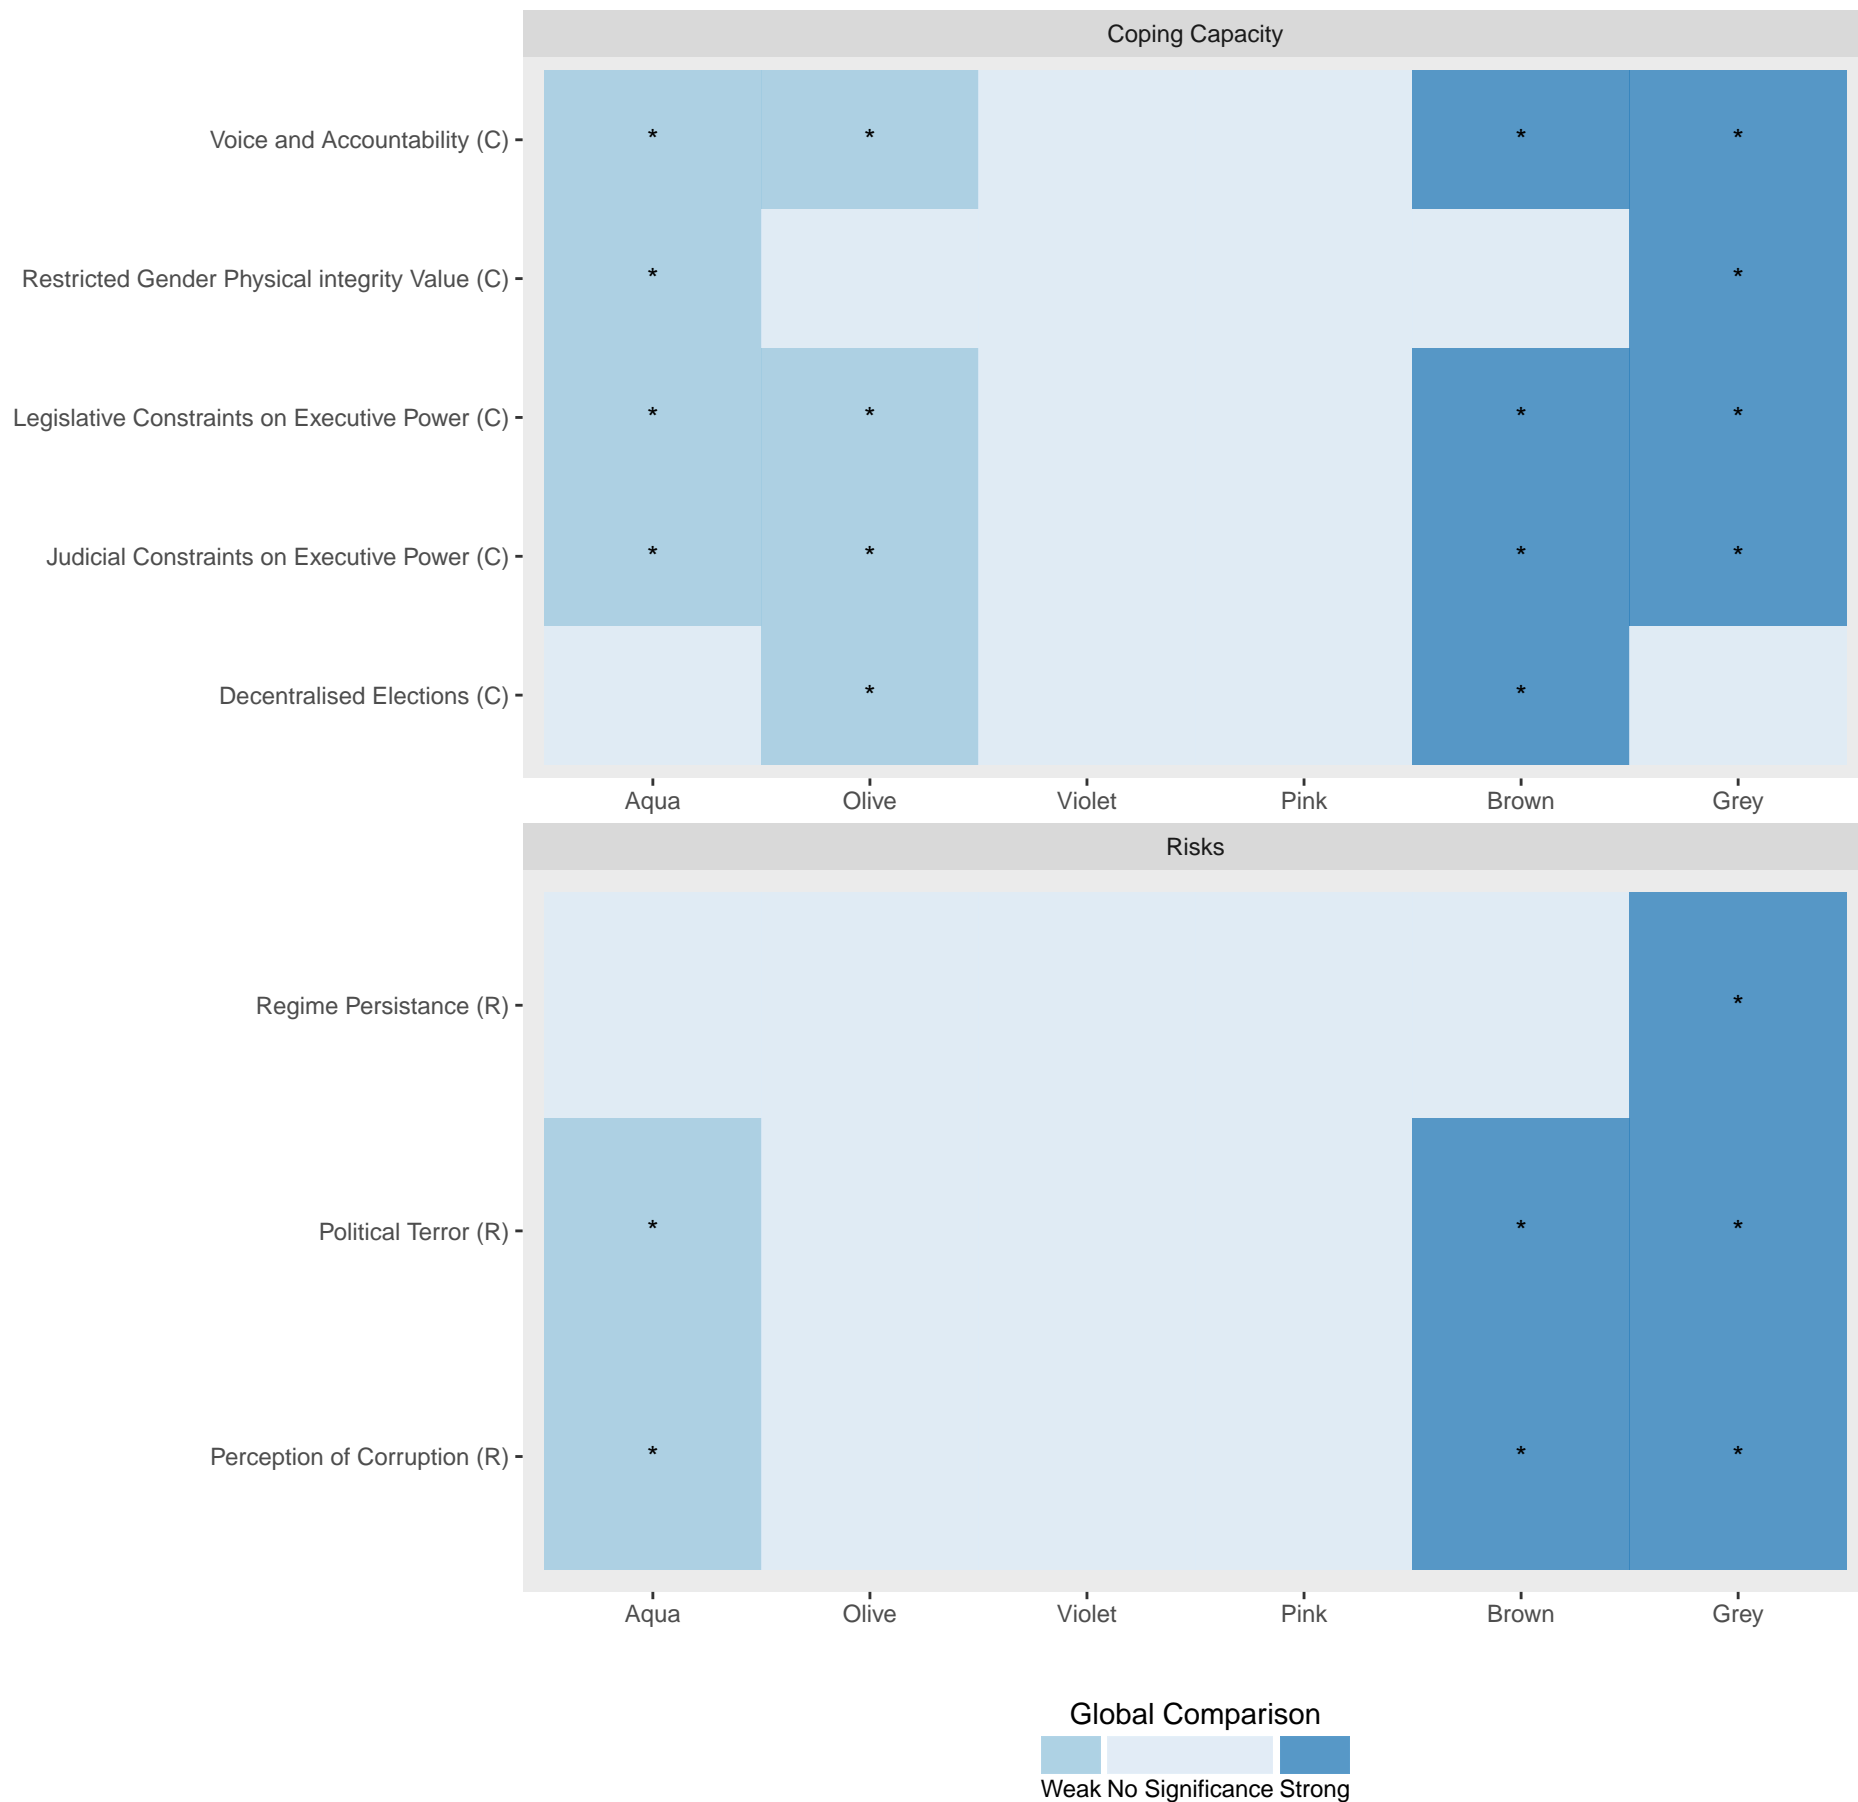 Coping Capacity
Voice and Accountability (C)
* * * *
Restricted Gender Physical integrity Value (C)
* *
Legislative Constraints on Executive Power (C)
* * * *
Judicial Constraints on Executive Power (C)
* * * *
Decentralised Elections (C)
* *
Aqua Olive Violet Pink Brown Grey
Risks
Regime Persistance (R)
*
Political Terror (R)
* * *
Perception of Corruption (R)
* * *
Aqua Olive Violet Pink Brown Grey
Global Comparison
Weak No Significance Strong